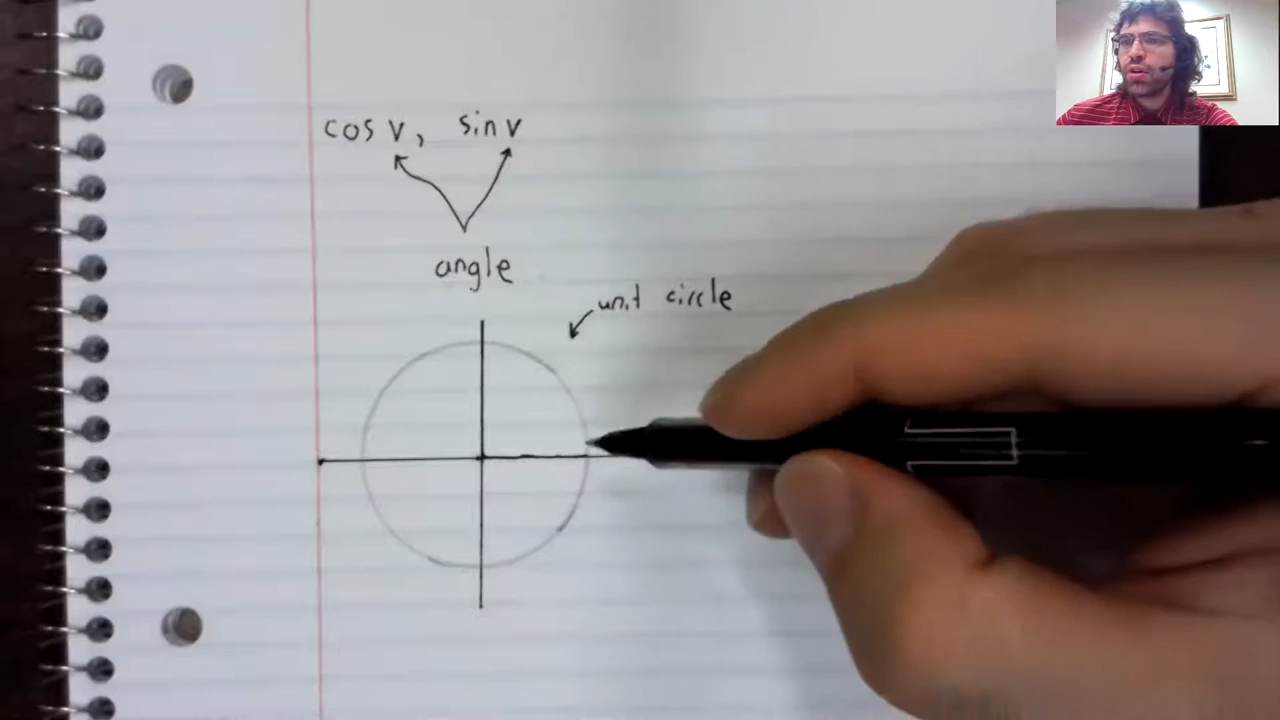 cos v, sin v
angle
unit circle